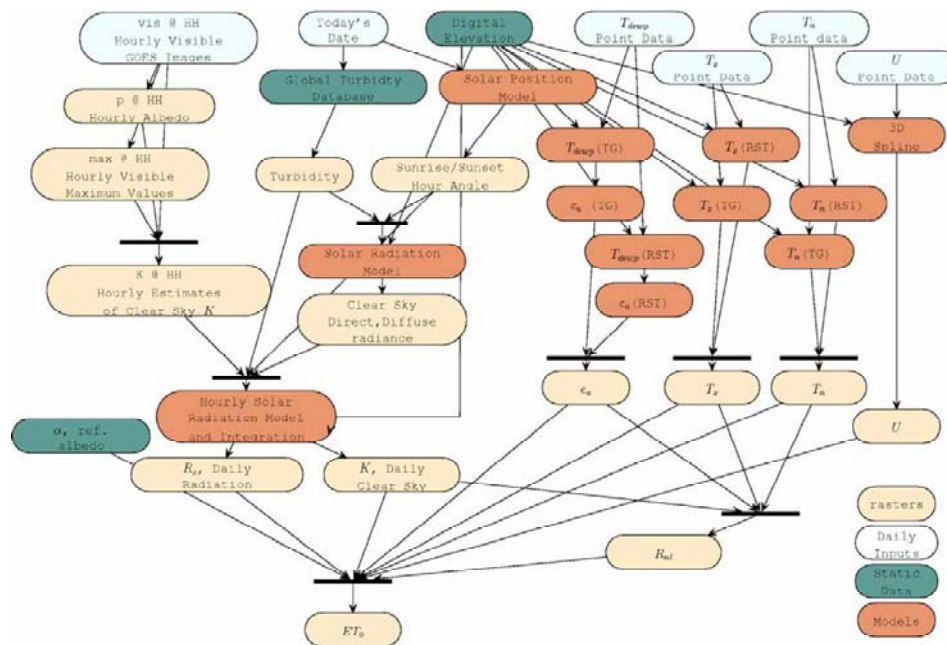 vis @ HH
Hourly Visible
GOES Images
Today's
Date
Digital
Elevation
T_dewp
Point Data
T_n
Point data
T_x
Point Data
U
Point Data
Global Turbidty
Database
Solar Position
Model
p @ HH
Hourly Albedo
3D
Spline
T_dewp (TG)
T_x (RST)
max @ HH
Hourly Visible
Maximum Values
Turbidity
Sunrise/Sunset
Hour Angle
e_a (TG)
T_x (TG)
T_n (RST)
T_dewp (RST)
T_n (TG)
Solar Radiation
Model
K @ HH
Hourly Estimates
of Clear Sky K
Clear Sky
Direct,Diffuse
radiance
e_a (RST)
e_a
T_x
T_n
Hourly Solar
Radiation Model
and Integration
α, ref.
albedo
U
R_s, Daily
Radiation
K, Daily
Clear Sky
rasters
Daily
Inputs
R_nl
Static
Data
ET_0
Models